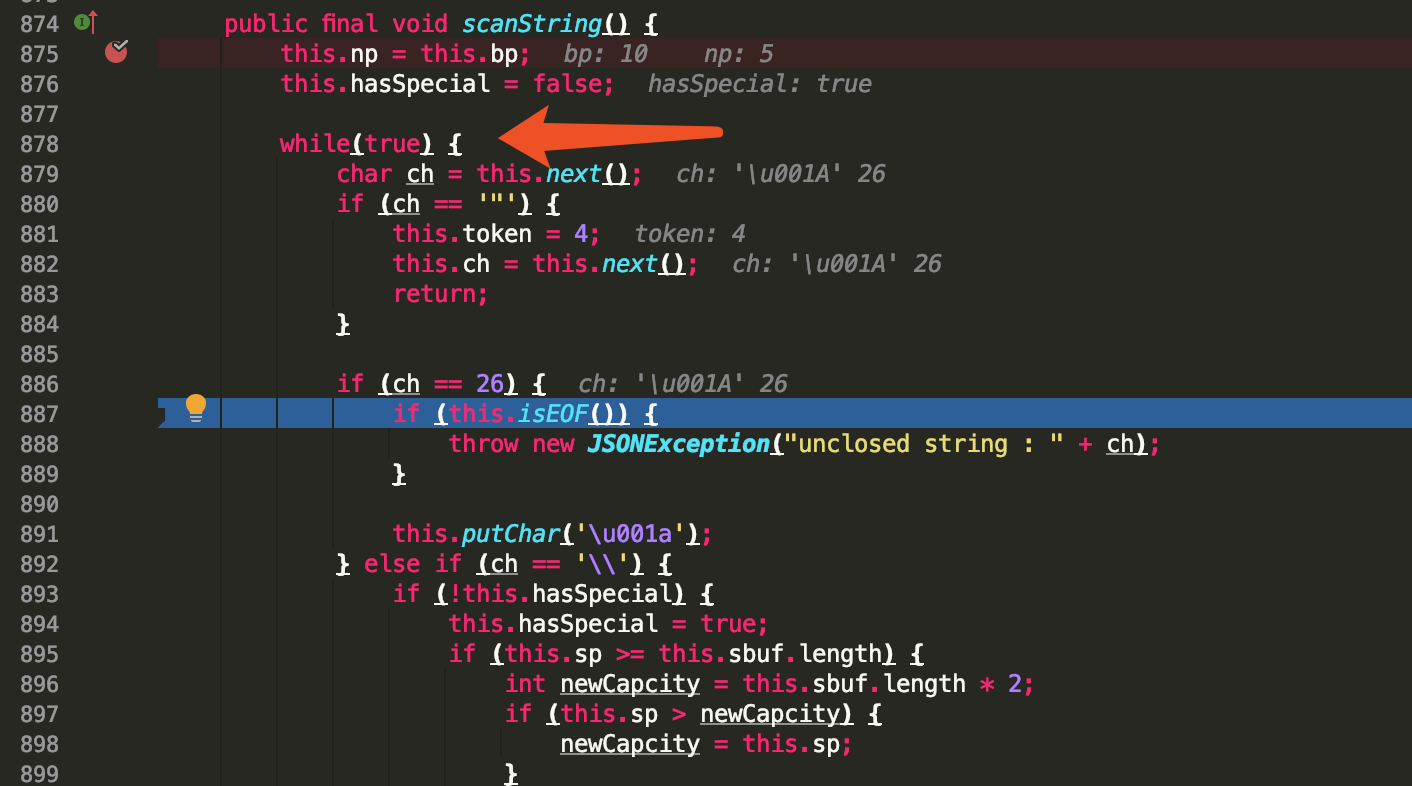 874 public final void scanString() {
875 this.np = this.bp; bp: 10 np: 5
876 this.hasSpecial = false; hasSpecial: true
877
878 while(true) {
879 char ch = this.next(); ch: '\u001A' 26
880 if (ch == '"') {
881 this.token = 4; token: 4
882 this.ch = this.next(); ch: '\u001A' 26
883 return;
884 }
885
886 if (ch == 26) { ch: '\u001A' 26
887 if (this.isEOF()) {
888 throw new JSONException("unclosed string : " + ch);
889 }
890
891 this.putChar('\u001a');
892 } else if (ch == '\\') {
893 if (!this.hasSpecial) {
894 this.hasSpecial = true;
895 if (this.sp >= this.sbuf.length) {
896 int newCapcity = this.sbuf.length * 2;
897 if (this.sp > newCapcity) {
898 newCapcity = this.sp;
899 }